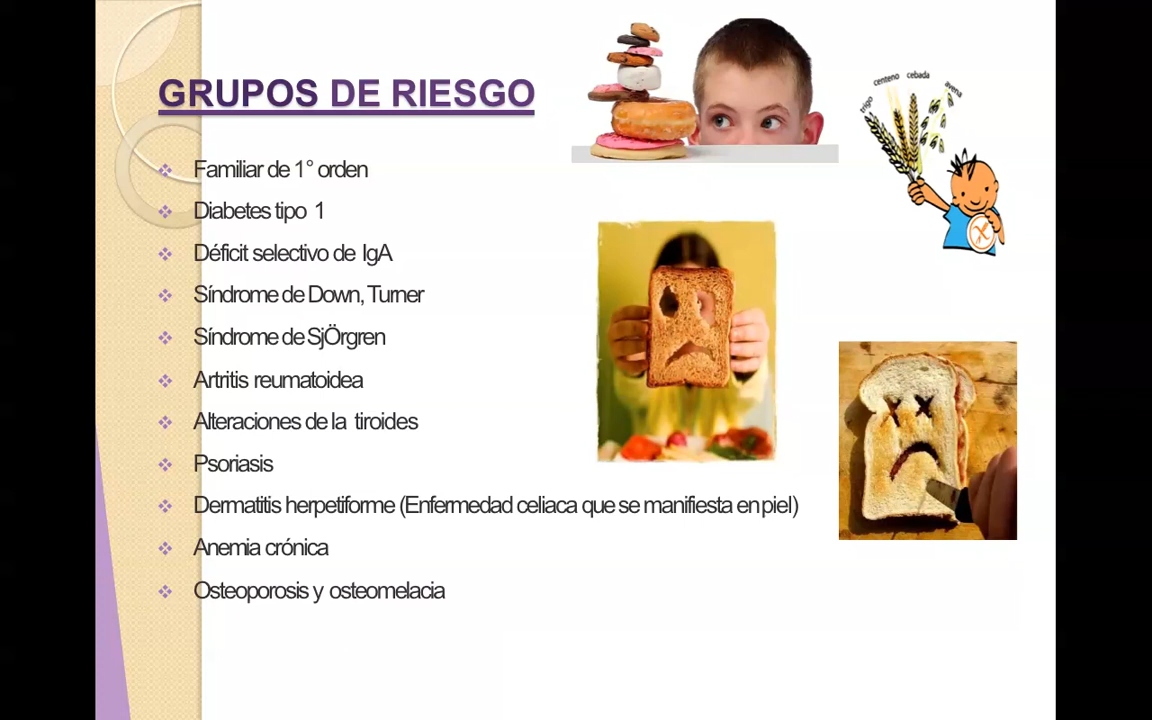 GRUPOS DE RIESGO
Familiar de 1° orden
Diabetes tipo 1
Déficit selectivo de IgA
Síndrome de Down, Turner
Síndrome de SjÖrgren
Artritis reumatoidea
Alteraciones de la tiroides
Psoriasis
Dermatitis herpetiforme (Enfermedad celiaca que se manifiesta en piel)
Anemia crónica
Osteoporosis y osteomelacia
trigo
centeno
cebada
avena